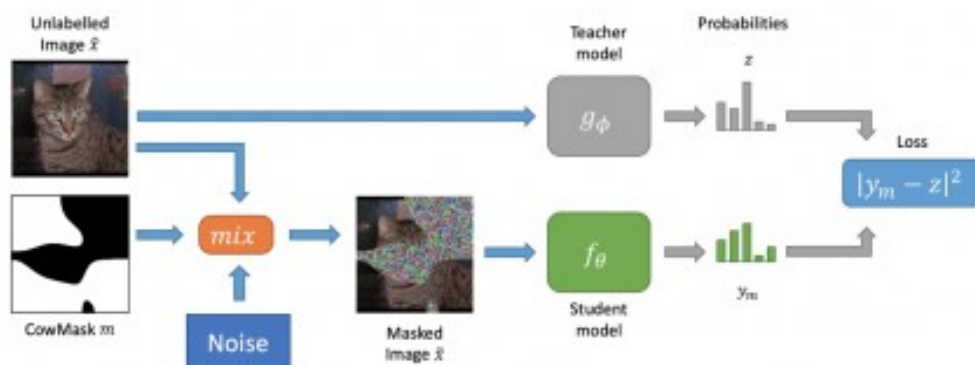 Unlabelled
Image x̂
Teacher
model
Probabilities
z
g_ϕ
Loss
|y_m − z|²
mix
f_θ
y_m
CowMask m
Noise
Masked
Image x̃
Student
model